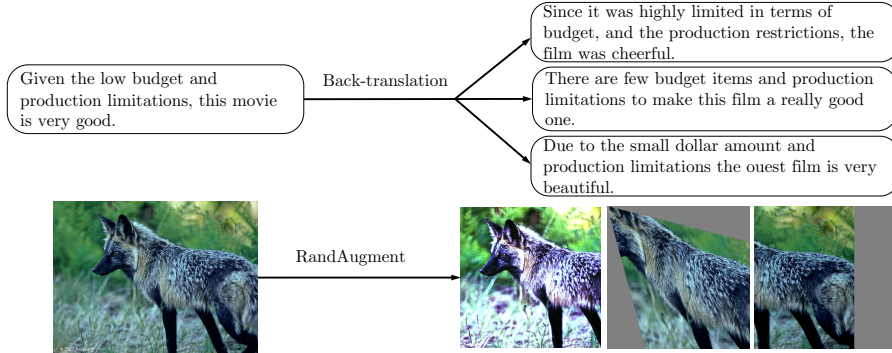 Given the low budget and
production limitations, this movie
is very good.
Back-translation
Since it was highly limited in terms of
budget, and the production restrictions, the
film was cheerful.
There are few budget items and production
limitations to make this film a really good
one.
Due to the small dollar amount and
production limitations the ouest film is very
beautiful.
RandAugment